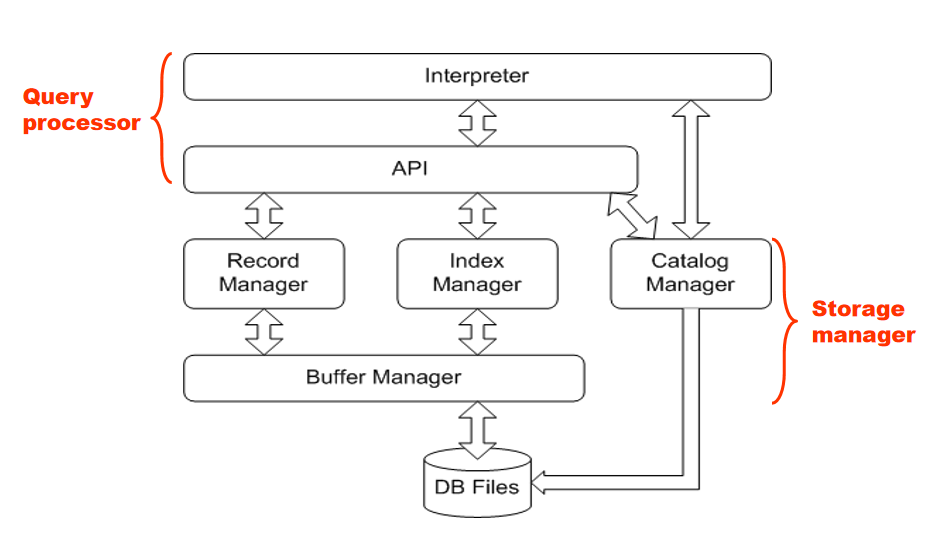 Interpreter
Query
processor
API
Record
Manager
Index
Manager
Catalog
Manager
Storage
manager
Buffer Manager
DB Files